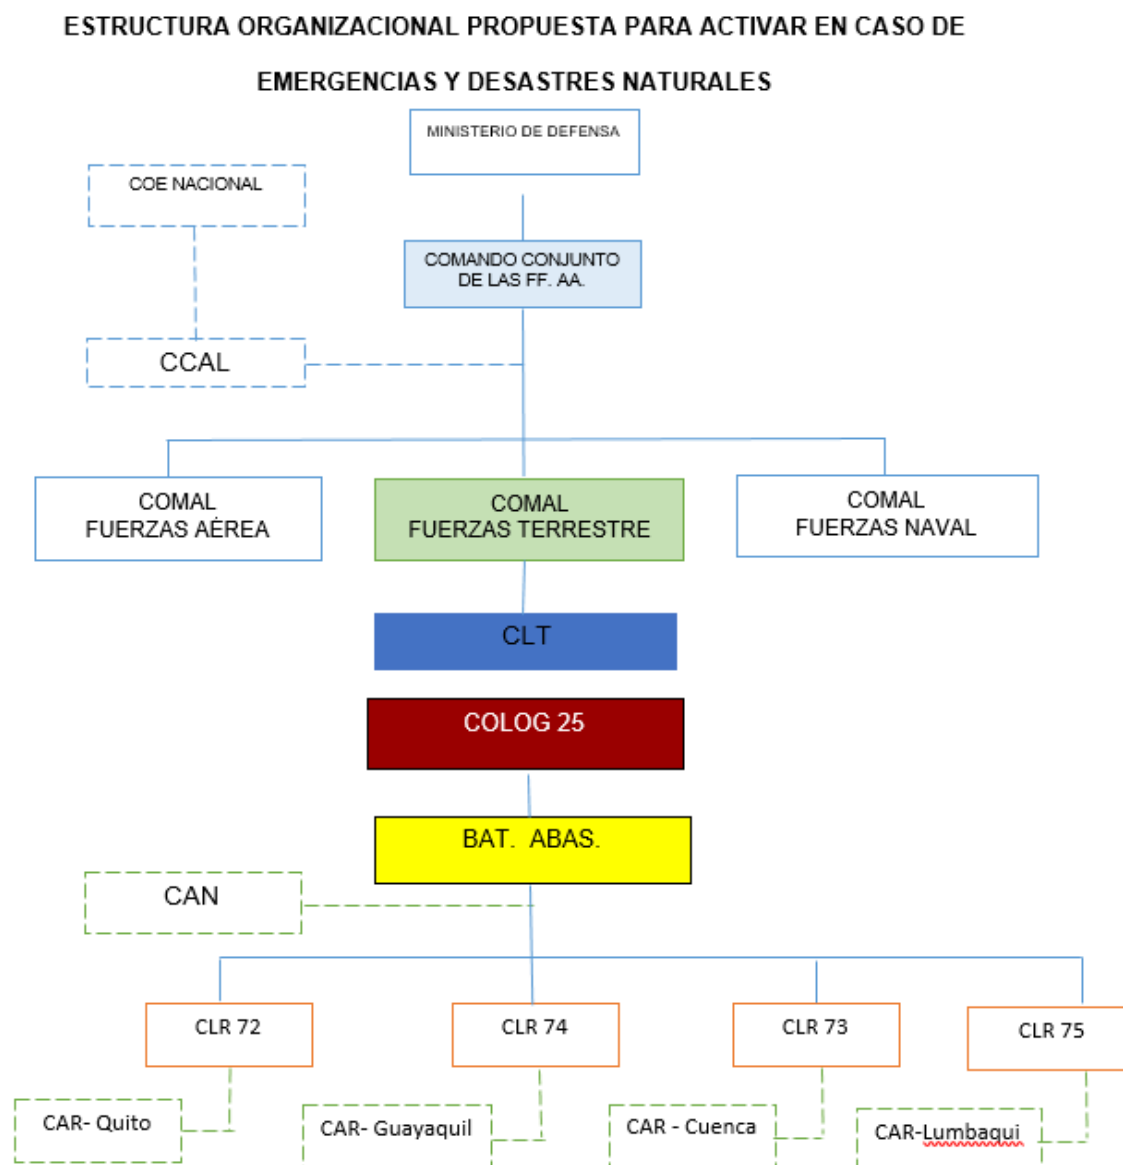 ESTRUCTURA ORGANIZACIONAL PROPUESTA PARA ACTIVAR EN CASO DE
EMERGENCIAS Y DESASTRES NATURALES
MINISTERIO DE DEFENSA
COE NACIONAL
COMANDO CONJUNTO
DE LAS FF. AA.
CCAL
COMAL
FUERZAS AÉREA
COMAL
FUERZAS TERRESTRE
COMAL
FUERZAS NAVAL
CLT
COLOG 25
BAT. ABAS.
CAN
CLR 72
CLR 74
CLR 73
CLR 75
CAR- Quito
CAR- Guayaquil
CAR - Cuenca
CAR-Lumbaqui